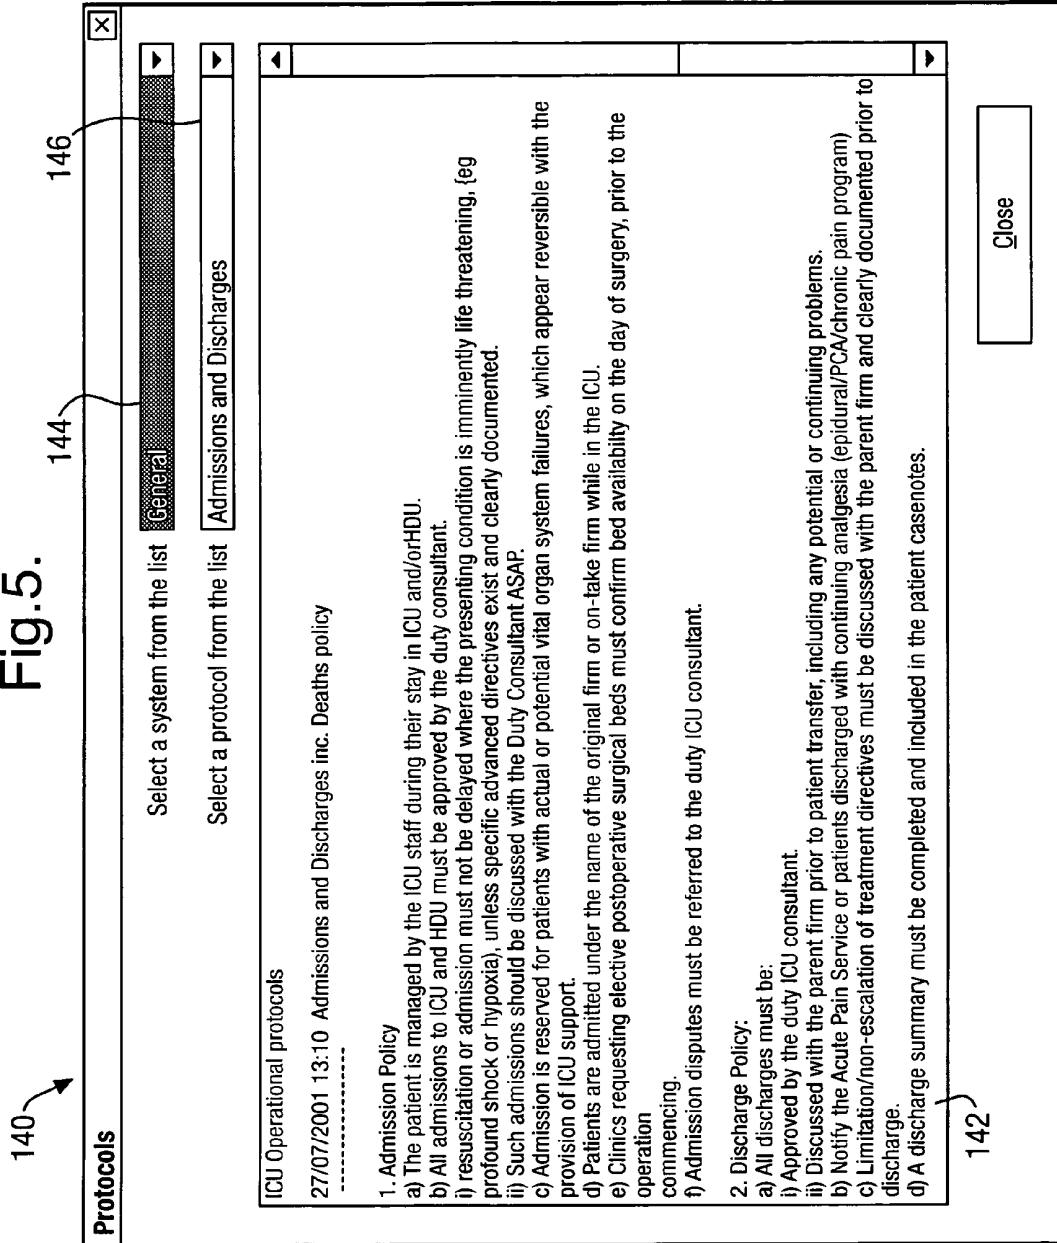 Fig.5.
140
144
146
Protocols
Select a system from the list General
Select a protocol from the list Admissions and Discharges
ICU Operational protocols
27/07/2001 13:10 Admissions and Discharges inc. Deaths policy
----------------
1. Admission Policy
a) The patient is managed by the ICU staff during their stay in ICU and/orHDU.
b) All admissions to ICU and HDU must be approved by the duty consultant.
i) resuscitation or admission must not be delayed where the presenting condition is imminently life threatening, {eg
profound shock or hypoxia), unless specific advanced directives exist and clearly documented.
ii) Such admissions should be discussed with the Duty Consultant ASAP.
c) Admission is reserved for patients with actual or potential vital organ system failures, which appear reversible with the
provision of ICU support.
d) Patients are admitted under the name of the original firm or on-take firm while in the ICU.
e) Clinics requesting elective postoperative surgical beds must confirm bed availability on the day of surgery, prior to the
operation
commencing.
f) Admission disputes must be referred to the duty ICU consultant.
2. Discharge Policy:
a) All discharges must be:
i) Approved by the duty ICU consultant.
ii) Discussed with the parent firm prior to patient transfer, including any potential or continuing problems.
b) Notify the Acute Pain Service or patients discharged with continuing analgesia (epidural/PCA/chronic pain program)
c) Limitation/non-escalation of treatment directives must be discussed with the parent firm and clearly documented prior to
discharge.
d) A discharge summary must be completed and included in the patient casenotes.
142
Close